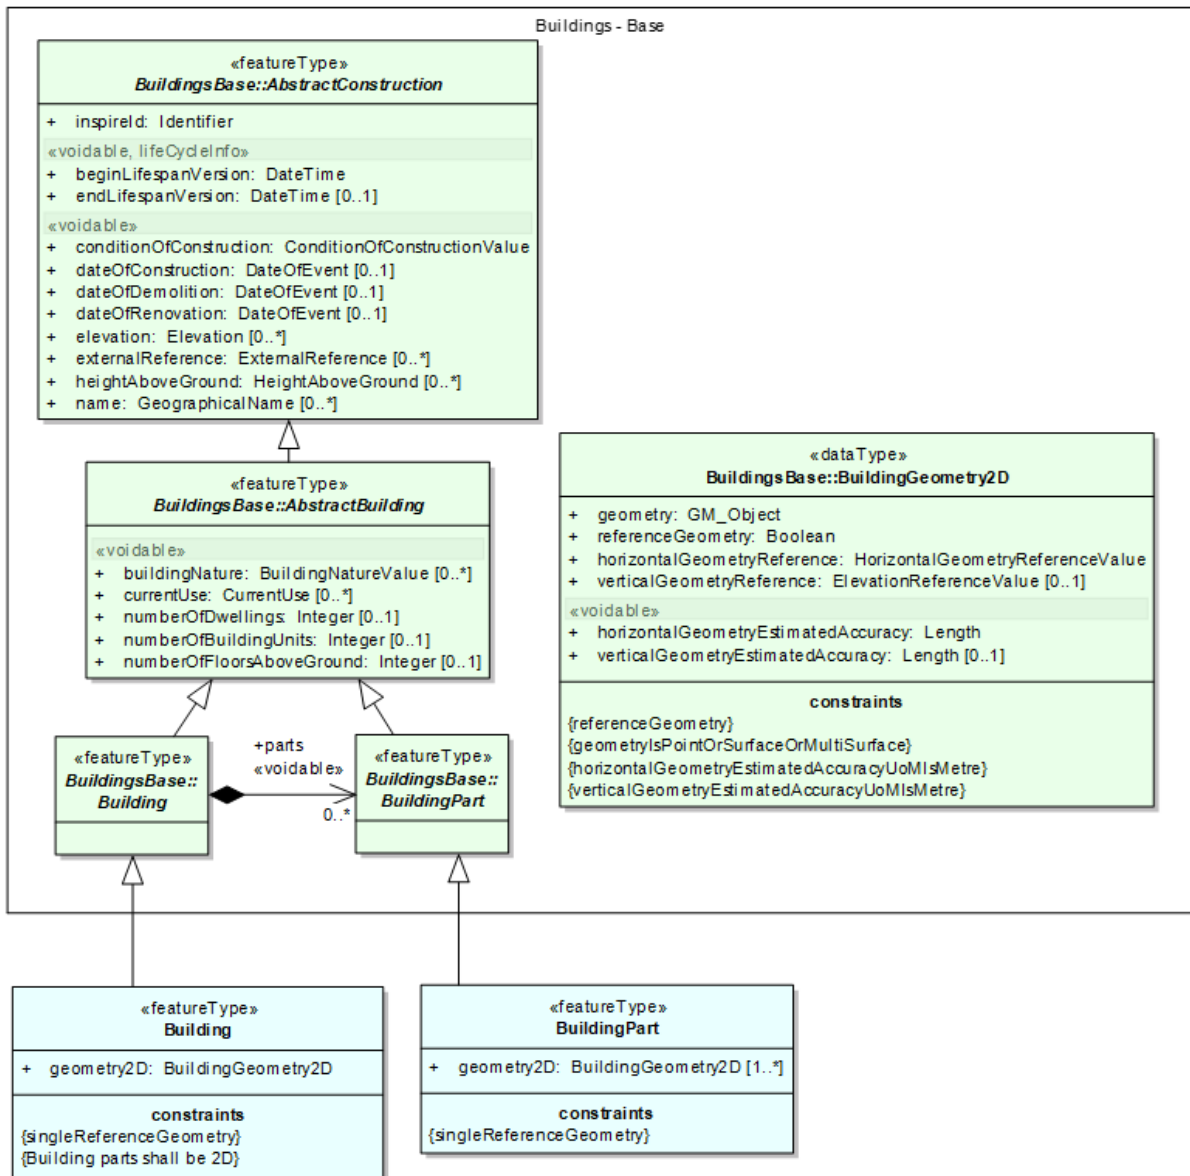 Buildings - Base
«featureType»
BuildingsBase::AbstractConstruction
+ inspireId: Identifier
«voidable, lifeCycleInfo»
+ beginLifespanVersion: DateTime
+ endLifespanVersion: DateTime [0..1]
«voidable»
+ conditionOfConstruction: ConditionOfConstructionValue
+ dateOfConstruction: DateOfEvent [0..1]
+ dateOfDemolition: DateOfEvent [0..1]
+ dateOfRenovation: DateOfEvent [0..1]
+ elevation: Elevation [0..*]
+ externalReference: ExternalReference [0..*]
+ heightAboveGround: HeightAboveGround [0..*]
+ name: GeographicalName [0..*]
«featureType»
BuildingsBase::AbstractBuilding
«voidable»
+ buildingNature: BuildingNatureValue [0..*]
+ currentUse: CurrentUse [0..*]
+ numberOfDwellings: Integer [0..1]
+ numberOfBuildingUnits: Integer [0..1]
+ numberOfFloorsAboveGround: Integer [0..1]
«dataType»
BuildingsBase::BuildingGeometry2D
+ geometry: GM_Object
+ referenceGeometry: Boolean
+ horizontalGeometryReference: HorizontalGeometryReferenceValue
+ verticalGeometryReference: ElevationReferenceValue [0..1]
«voidable»
+ horizontalGeometryEstimatedAccuracy: Length
+ verticalGeometryEstimatedAccuracy: Length [0..1]
constraints
{referenceGeometry}
{geometryIsPointOrSurfaceOrMultiSurface}
{horizontalGeometryEstimatedAccuracyUoMIsMetre}
{verticalGeometryEstimatedAccuracyUoMIsMetre}
«featureType»
BuildingsBase::
Building
+parts
«voidable»
0..*
«featureType»
BuildingsBase::
BuildingPart
«featureType»
Building
+ geometry2D: BuildingGeometry2D
constraints
{singleReferenceGeometry}
{Building parts shall be 2D}
«featureType»
BuildingPart
+ geometry2D: BuildingGeometry2D [1..*]
constraints
{singleReferenceGeometry}